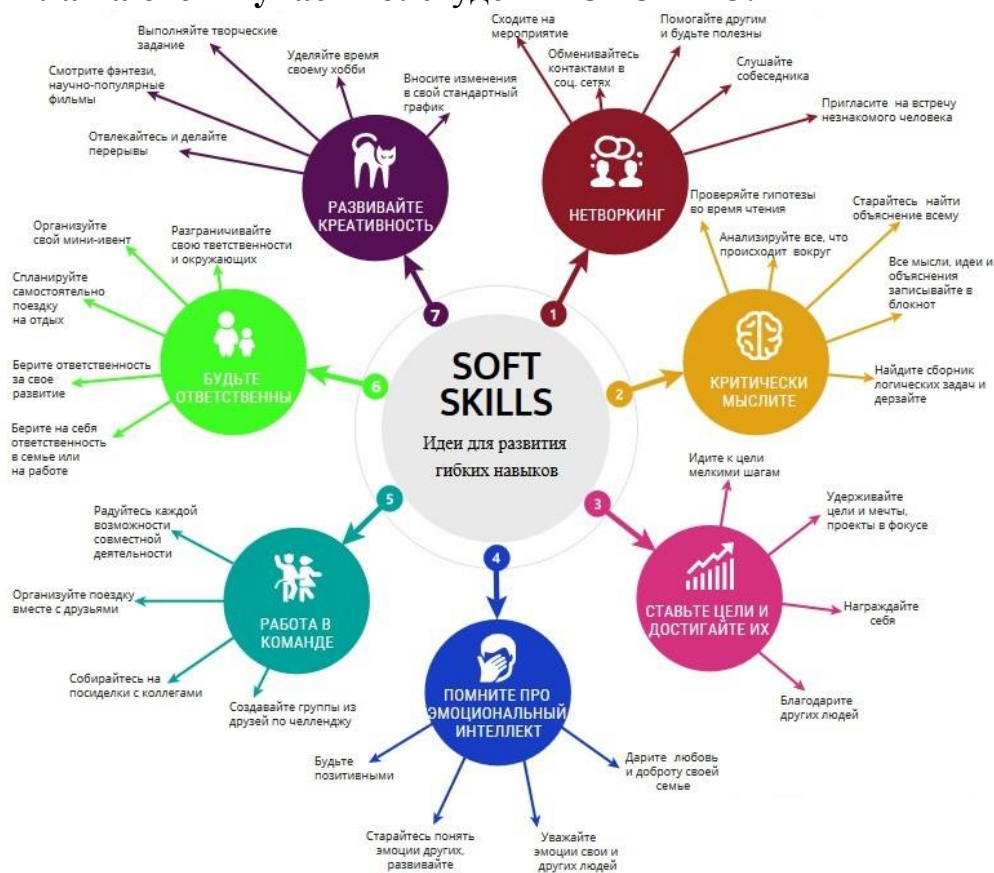 SOFT
SKILLS
Идеи для развития
гибких навыков
1
НЕТВОРКИНГ
Сходите на
мероприятие
Обменивайтесь
контактами в
соц. сетях
Помогайте другим
и будьте полезны
Слушайте
собеседника
Пригласите на встречу
незнакомого человека
2
КРИТИЧЕСКИ
МЫСЛИТЕ
Проверяйте гипотезы
во время чтения
Анализируйте все, что
происходит вокруг
Старайтесь найти
объяснение всему
Все мысли, идеи и
объяснения
записывайте в
блокнот
Найдите сборник
логических задач и
дерзайте
3
СТАВЬТЕ ЦЕЛИ И
ДОСТИГАЙТЕ ИХ
Идите к цели
мелкими шагам
Удерживайте
цели и мечты,
проекты в фокусе
Награждайте
себя
Благодарите
других людей
4
ПОМНИТЕ ПРО
ЭМОЦИОНАЛЬНЫЙ
ИНТЕЛЛЕКТ
Дарите любовь
и доброту своей
семье
Уважайте
эмоции свои и
других людей
Старайтесь понять
эмоции других,
развивайте
Будьте
позитивными
5
РАБОТА В
КОМАНДЕ
Радуйтесь каждой
возможности
совместной
деятельности
Организуйте поездку
вместе с друзьями
Собирайтесь на
посиделки с коллегами
Создавайте группы из
друзей по челленджу
6
БУДЬТЕ
ОТВЕТСТВЕННЫ
Организуйте
свой мини-ивент
Разграничивайте
свою тветственности
и окружающих
Спланируйте
самостоятельно
поездку
на отдых
Берите ответственность
за свое
развитие
Берите на себя
ответственность
в семье или
на работе
7
РАЗВИВАЙТЕ
КРЕАТИВНОСТЬ
Выполняйте творческие
задание
Уделяйте время
своему хобби
Смотрите фэнтези,
научно-популярные
фильмы
Вносите изменения
в свой стандартный
график
Отвлекайтесь и делайте
перерывы